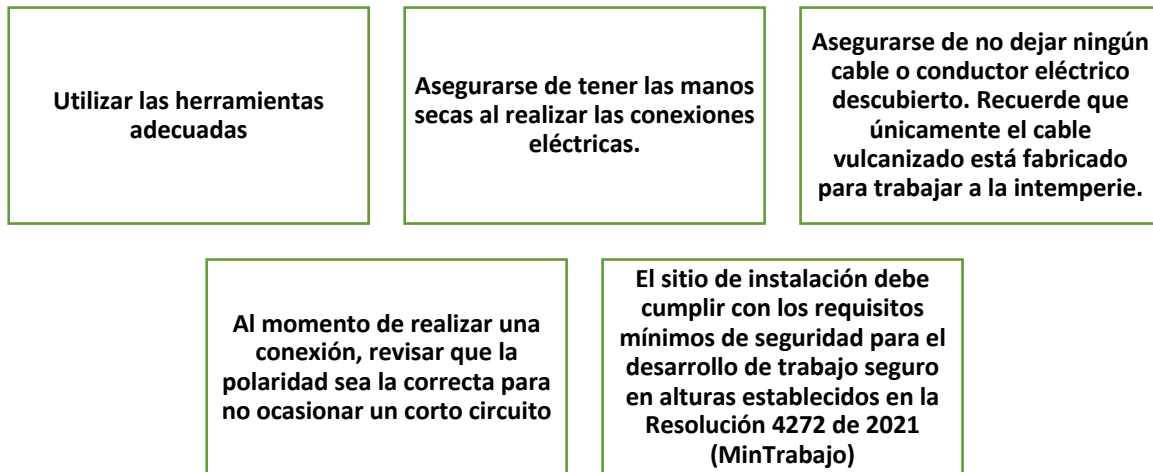 Utilizar las herramientas
adecuadas
Asegurarse de tener las manos
secas al realizar las conexiones
eléctricas.
Asegurarse de no dejar ningún
cable o conductor eléctrico
descubierto. Recuerde que
únicamente el cable
vulcanizado está fabricado
para trabajar a la intemperie.
Al momento de realizar una
conexión, revisar que la
polaridad sea la correcta para
no ocasionar un corto circuito
El sitio de instalación debe
cumplir con los requisitos
mínimos de seguridad para el
desarrollo de trabajo seguro
en alturas establecidos en la
Resolución 4272 de 2021
(MinTrabajo)